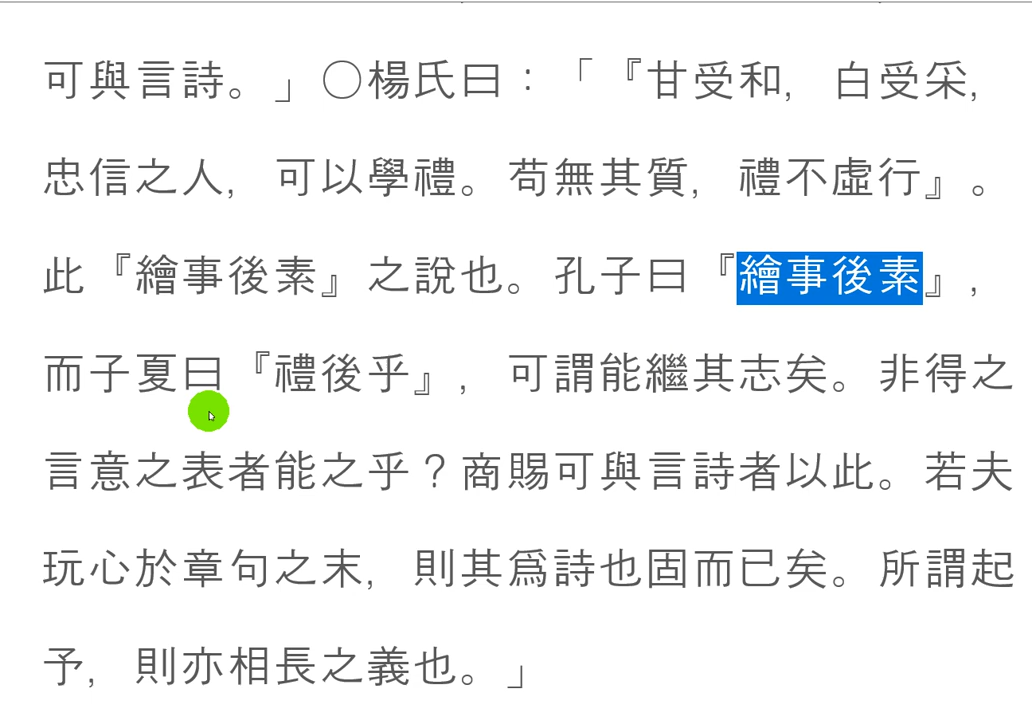 可與言詩。」○楊氏曰：「『甘受和，白受采，
忠信之人，可以學禮。苟無其質，禮不虛行』。
此『繪事後素』之說也。孔子曰『繪事後素』，
而子夏曰『禮後乎』，可謂能繼其志矣。非得之
言意之表者能之乎？商賜可與言詩者以此。若夫
玩心於章句之末，則其爲詩也固而已矣。所謂起
予，則亦相長之義也。」